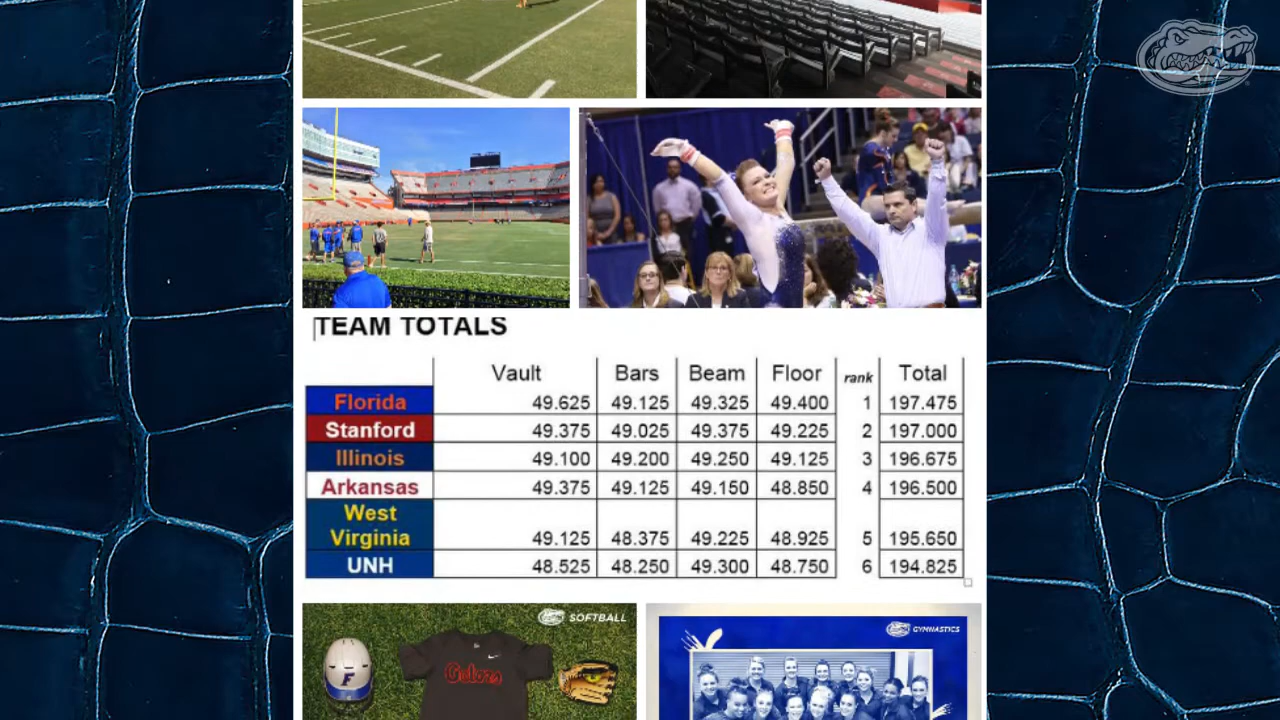 TEAM TOTALS
Vault Bars Beam Floor rank Total
Florida 49.625 49.125 49.325 49.400 1 197.475
Stanford 49.375 49.025 49.375 49.225 2 197.000
Illinois 49.100 49.200 49.250 49.125 3 196.675
Arkansas 49.375 49.125 49.150 48.850 4 196.500
West
Virginia 49.125 48.375 49.225 48.925 5 195.650
UNH 48.525 48.250 49.300 48.750 6 194.825
SOFTBALL
GYMNASTICS
F
Gators